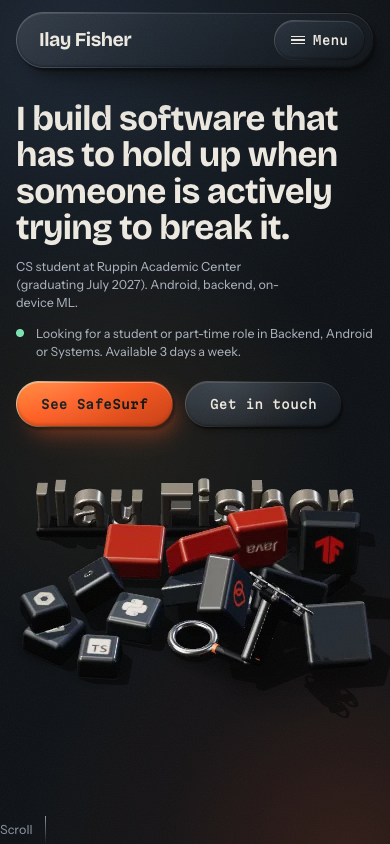 Ilay Fisher
Menu
I build software that
has to hold up when
someone is actively
trying to break it.
CS student at Ruppin Academic Center
(graduating July 2027). Android, backend, on-
device ML.
Looking for a student or part-time role in Backend, Android
or Systems. Available 3 days a week.
See SafeSurf
Get in touch
Ilay Fisher
Java
TS
Scroll